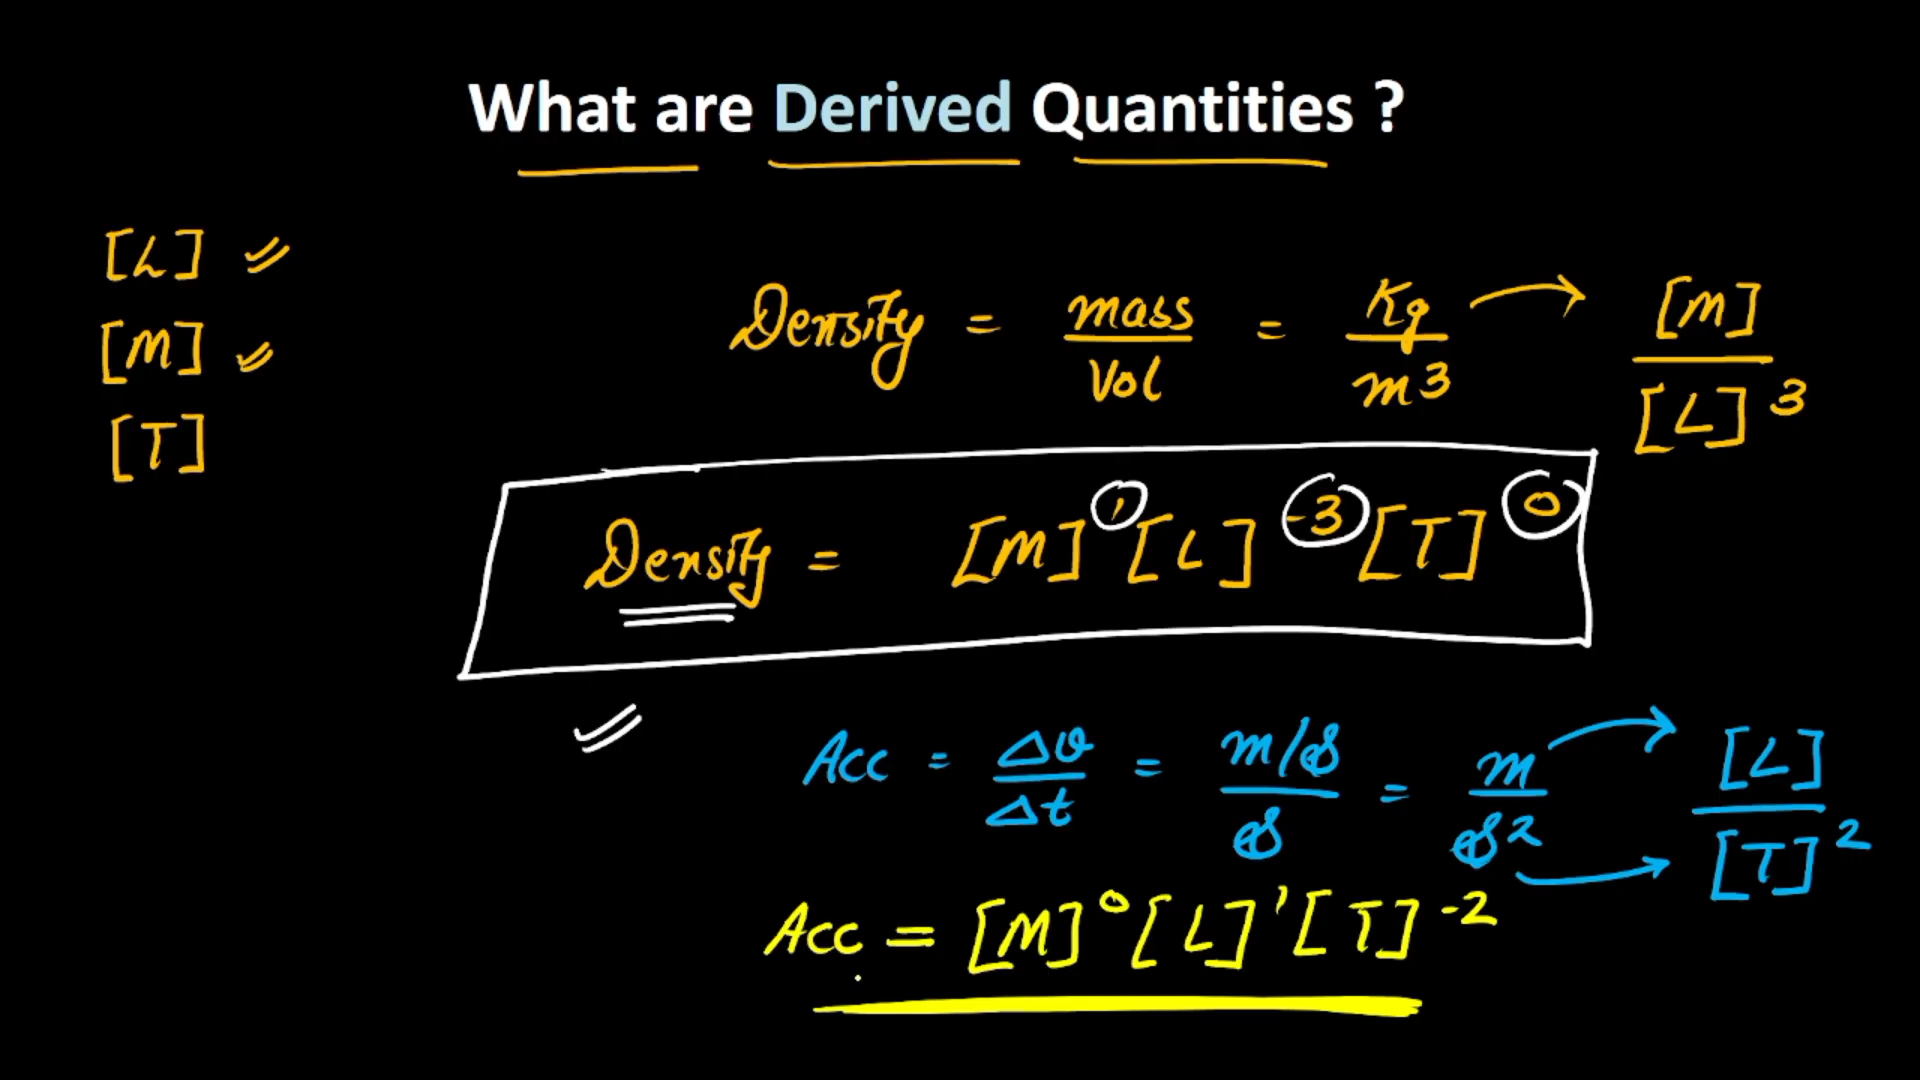 What are Derived Quantities ?
[L]
[M]
[T]
Density = mass/Vol = Kg/m³ → [M]/[L]³
Density = [M]¹[L]⁻³[T]⁰
Acc = Δv/Δt = m/s/s = m/s² → [L]/[T]²
Acc = [M]⁰[L]¹[T]⁻²